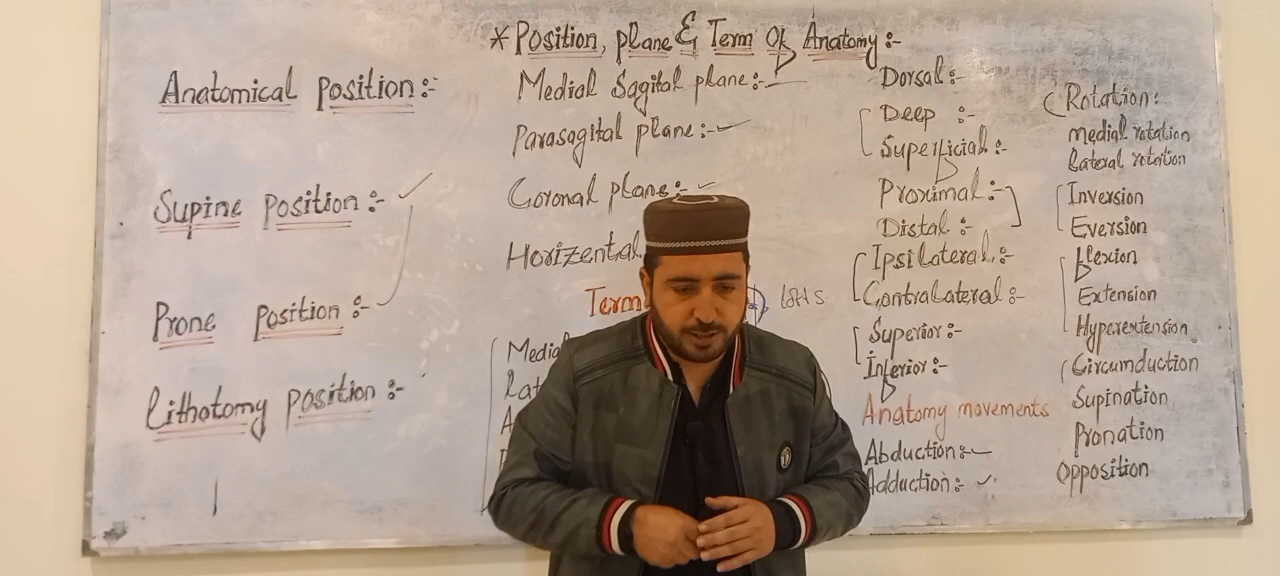 * Position, plane & Term Of Anatomy:-
Anatomical position:-
Supine position:-
Prone position:-
Lithotomy position:-
Medial Sagital plane:-
Parasagital plane:-
Coronal plane:-
Horizental
Term
Dorsal:-
Deep :-
Superficial:-
Proximal:-
Distal :-
Ipsilateral:-
Contralateral:-
Superior:-
Inferior:-
Anatomy movements
Abduction:-
Adduction:-
Rotation:
medial rotation
lateral rotation
Inversion
Eversion
flexion
Extension
Hyperextension
Circumduction
Supination
Pronation
Opposition